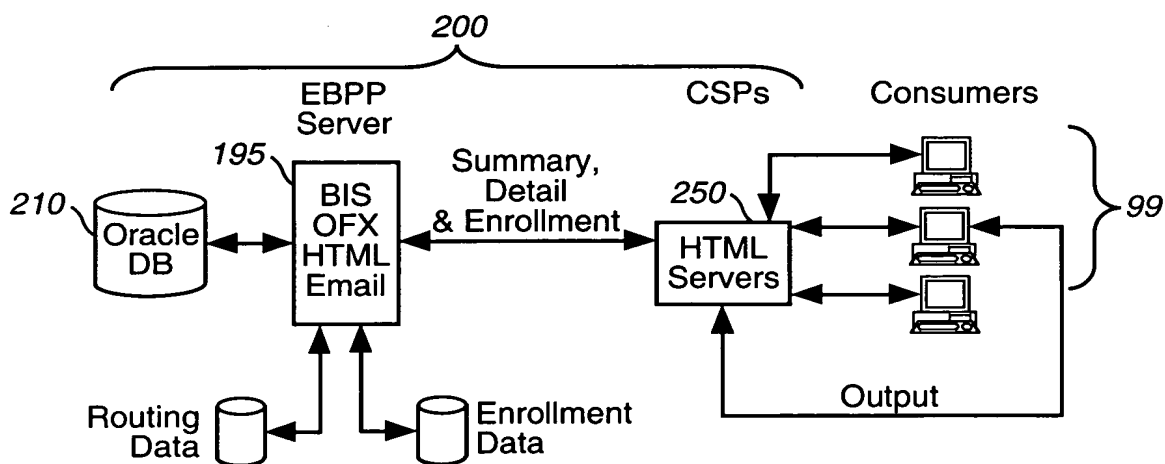 200
EBPP
Server
CSPs
Consumers
195
210
Oracle
DB
BIS
OFX
HTML
Email
Summary,
Detail
& Enrollment
250
HTML
Servers
99
Output
Routing
Data
Enrollment
Data